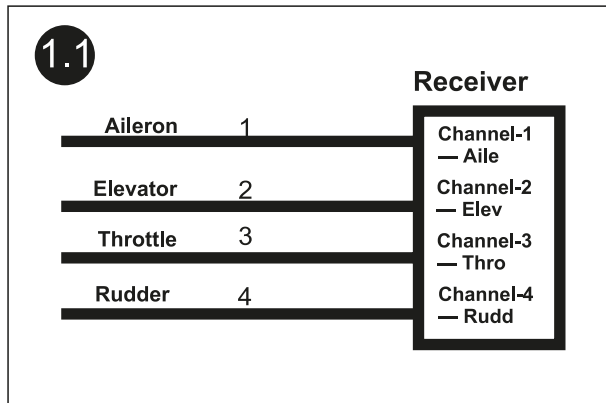 1.1
Receiver
Aileron 1
Channel-1
— Aile
Elevator 2
Channel-2
— Elev
Throttle 3
Channel-3
— Thro
Rudder 4
Channel-4
— Rudd